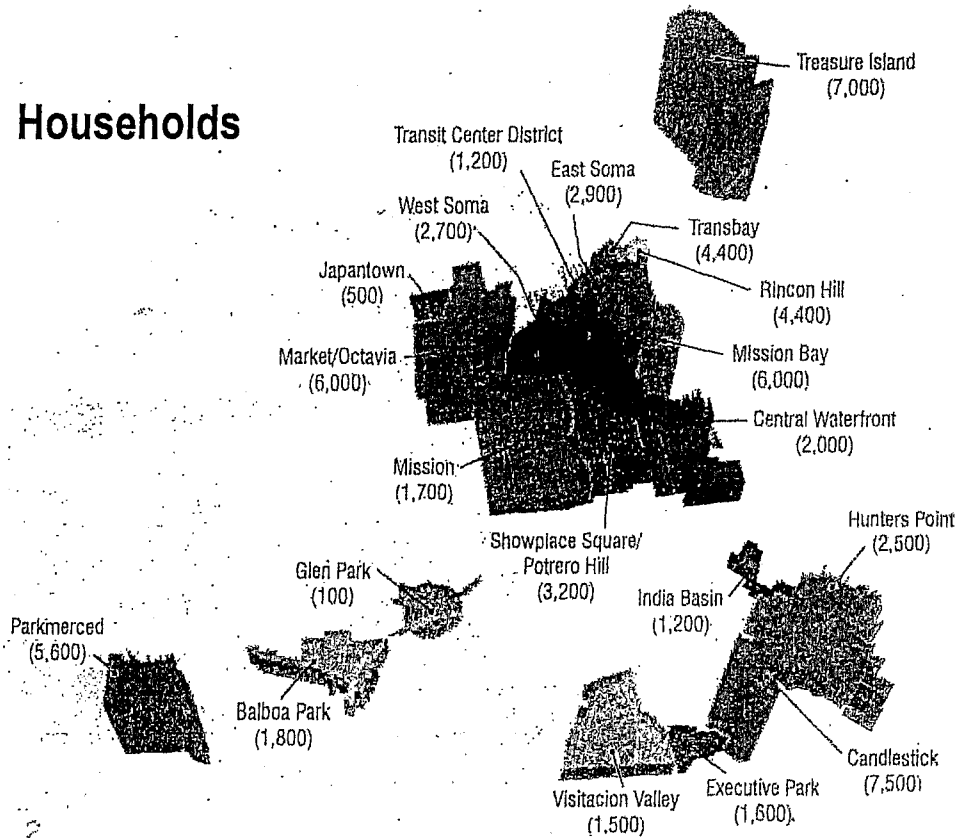 Households
Treasure Island
(7,000)
Transit Center District
(1,200)
East Soma
(2,900)
West Soma
(2,700)
Transbay
(4,400)
Japantown
(500)
Rincon Hill
(4,400)
Market/Octavia
(6,000)
Mission Bay
(6,000)
Central Waterfront
(2,000)
Mission
(1,700)
Showplace Square/
Potrero Hill
(3,200)
Hunters Point
(2,500)
Glen Park
(100)
India Basin
(1,200)
Parkmerced
(5,600)
Balboa Park
(1,800)
Candlestick
(7,500)
Executive Park
(1,600)
Visitacion Valley
(1,500)